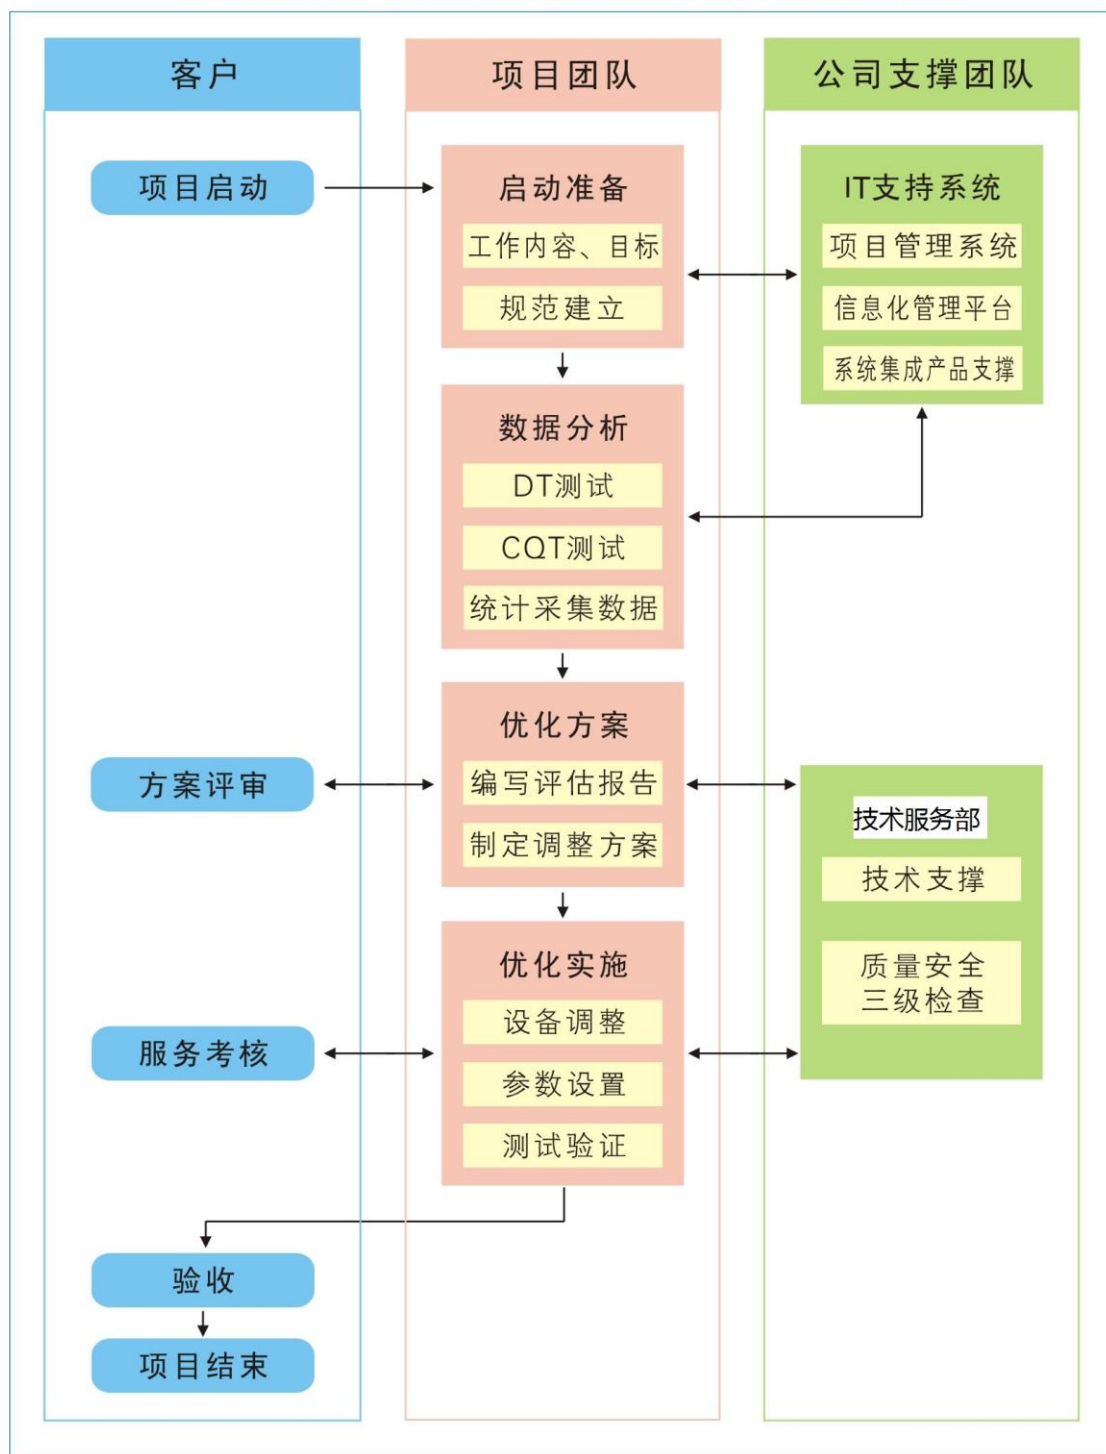 客户
项目团队
公司支撑团队
项目启动
启动准备
工作内容、目标
规范建立
IT支持系统
项目管理系统
信息化管理平台
系统集成产品支撑
数据分析
DT测试
CQT测试
统计采集数据
优化方案
方案评审
编写评估报告
制定调整方案
技术服务部
技术支撑
质量安全
三级检查
优化实施
设备调整
服务考核
参数设置
测试验证
验收
项目结束